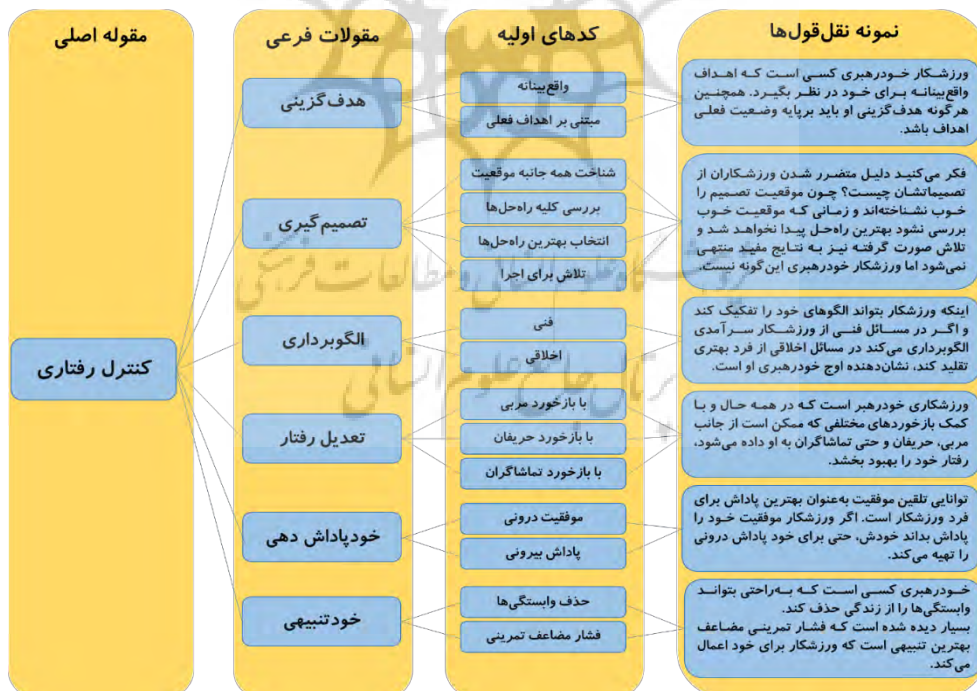 نمونه نقل‌قول‌ها
ورزشکار خودرهبری کسی است که اهداف
واقع‌بینانه برای خود در نظر بگیرد. همچنین
هرگونه هدف‌گزینی او باید برپایه وضعیت فعلی
اهداف باشد.
فکر می‌کنید دلیل متضرر شدن ورزشکاران از
تصمیماتشان چیست؟ چون موقعیت تصمیم را
خوب نشناخته‌اند و زمانی که موقعیت خوب
بررسی نشود بهترین راه‌حل پیدا نخواهد شد و
تلاش صورت گرفته نیز به نتایج مفید منتهی
نمی‌شود اما ورزشکار خودرهبری این‌گونه نیست.
اینکه ورزشکار بتواند الگوهای خود را تفکیک کند
و اگر در مسائل فنی از ورزشکار سرآمدی
الگوبرداری می‌کند در مسائل اخلاقی از فرد بهتری
تقلید کند، نشان‌دهنده اوج خودرهبری او است.
ورزشکاری خودرهبر است که در همه حال و با
کمک بازخوردهای مختلفی که ممکن است از جانب
مربی، حریفان و حتی تماشاگران به او داده می‌شود،
رفتار خود را بهبود بخشد.
توانایی تلقین موفقیت به‌عنوان بهترین پاداش برای
فرد ورزشکار است. اگر ورزشکار موفقیت خود را
پاداش بداند خودش، حتی برای خود پاداش درونی
را تهیه می‌کند.
خودرهبری کسی است که به‌راحتی بتواند
وابستگی‌ها را از زندگی حذف کند.
بسیار دیده شده است که فشار تمرینی مضاعف
بهترین تنبیهی است که ورزشکار برای خود اعمال
می‌کند.
کدهای اولیه
واقع‌بینانه
مبتنی بر اهداف فعلی
شناخت همه جانبه موقعیت
بررسی کلیه راه‌حل‌ها
انتخاب بهترین راه‌حل‌ها
تلاش برای اجرا
فنی
اخلاقی
با بازخورد مربی
با بازخورد حریفان
با بازخورد تماشاگران
موفقیت درونی
پاداش بیرونی
حذف وابستگی‌ها
فشار مضاعف تمرینی
مقولات فرعی
هدف‌گزینی
تصمیم‌گیری
الگوبرداری
تعدیل رفتار
خودپاداش دهی
خودتنبیهی
مقوله اصلی
کنترل رفتاری
پژوهشگاه علوم انسانی و مطالعات فرهنگی
پرتال جامع علوم انسانی